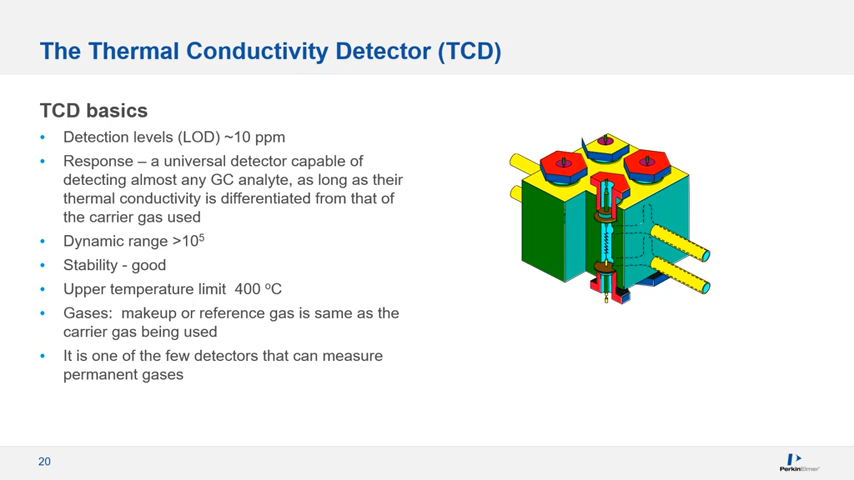 The Thermal Conductivity Detector (TCD)
TCD basics
• Detection levels (LOD) ~10 ppm
• Response – a universal detector capable of
detecting almost any GC analyte, as long as their
thermal conductivity is differentiated from that of
the carrier gas used
• Dynamic range >10⁵
• Stability - good
• Upper temperature limit 400 ºC
• Gases: makeup or reference gas is same as the
carrier gas being used
• It is one of the few detectors that can measure
permanent gases
20
PerkinElmer